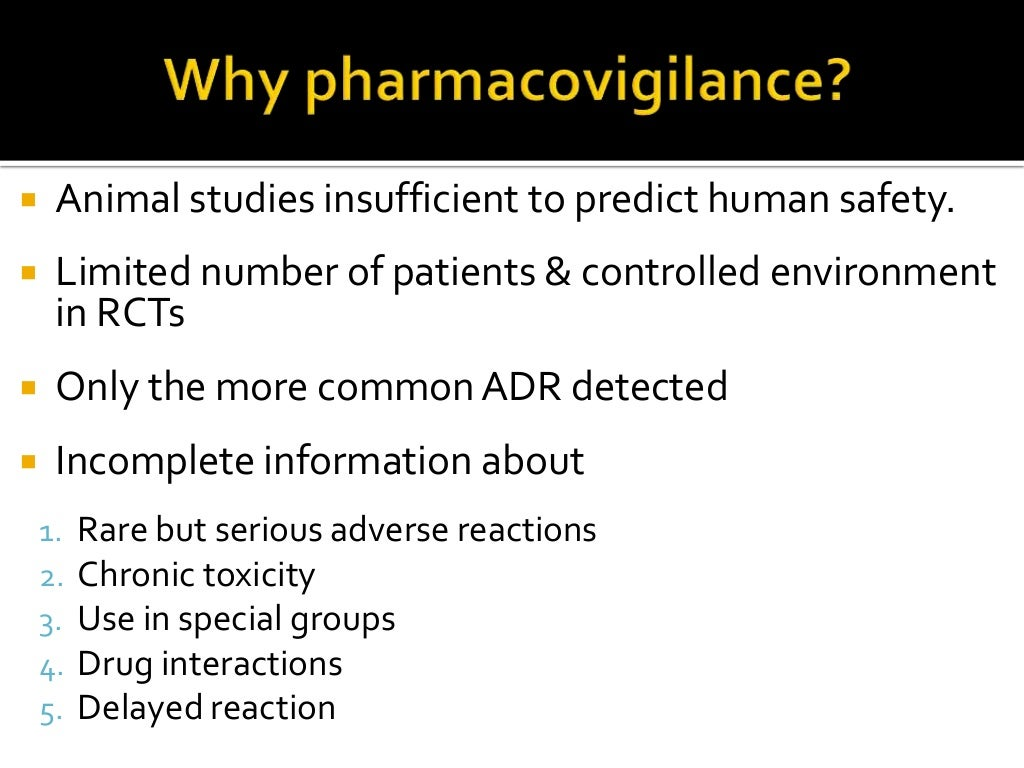 Why pharmacovigilance?
▪ Animal studies insufficient to predict human safety.
▪ Limited number of patients & controlled environment
in RCTs
▪ Only the more common ADR detected
▪ Incomplete information about
1. Rare but serious adverse reactions
2. Chronic toxicity
3. Use in special groups
4. Drug interactions
5. Delayed reaction